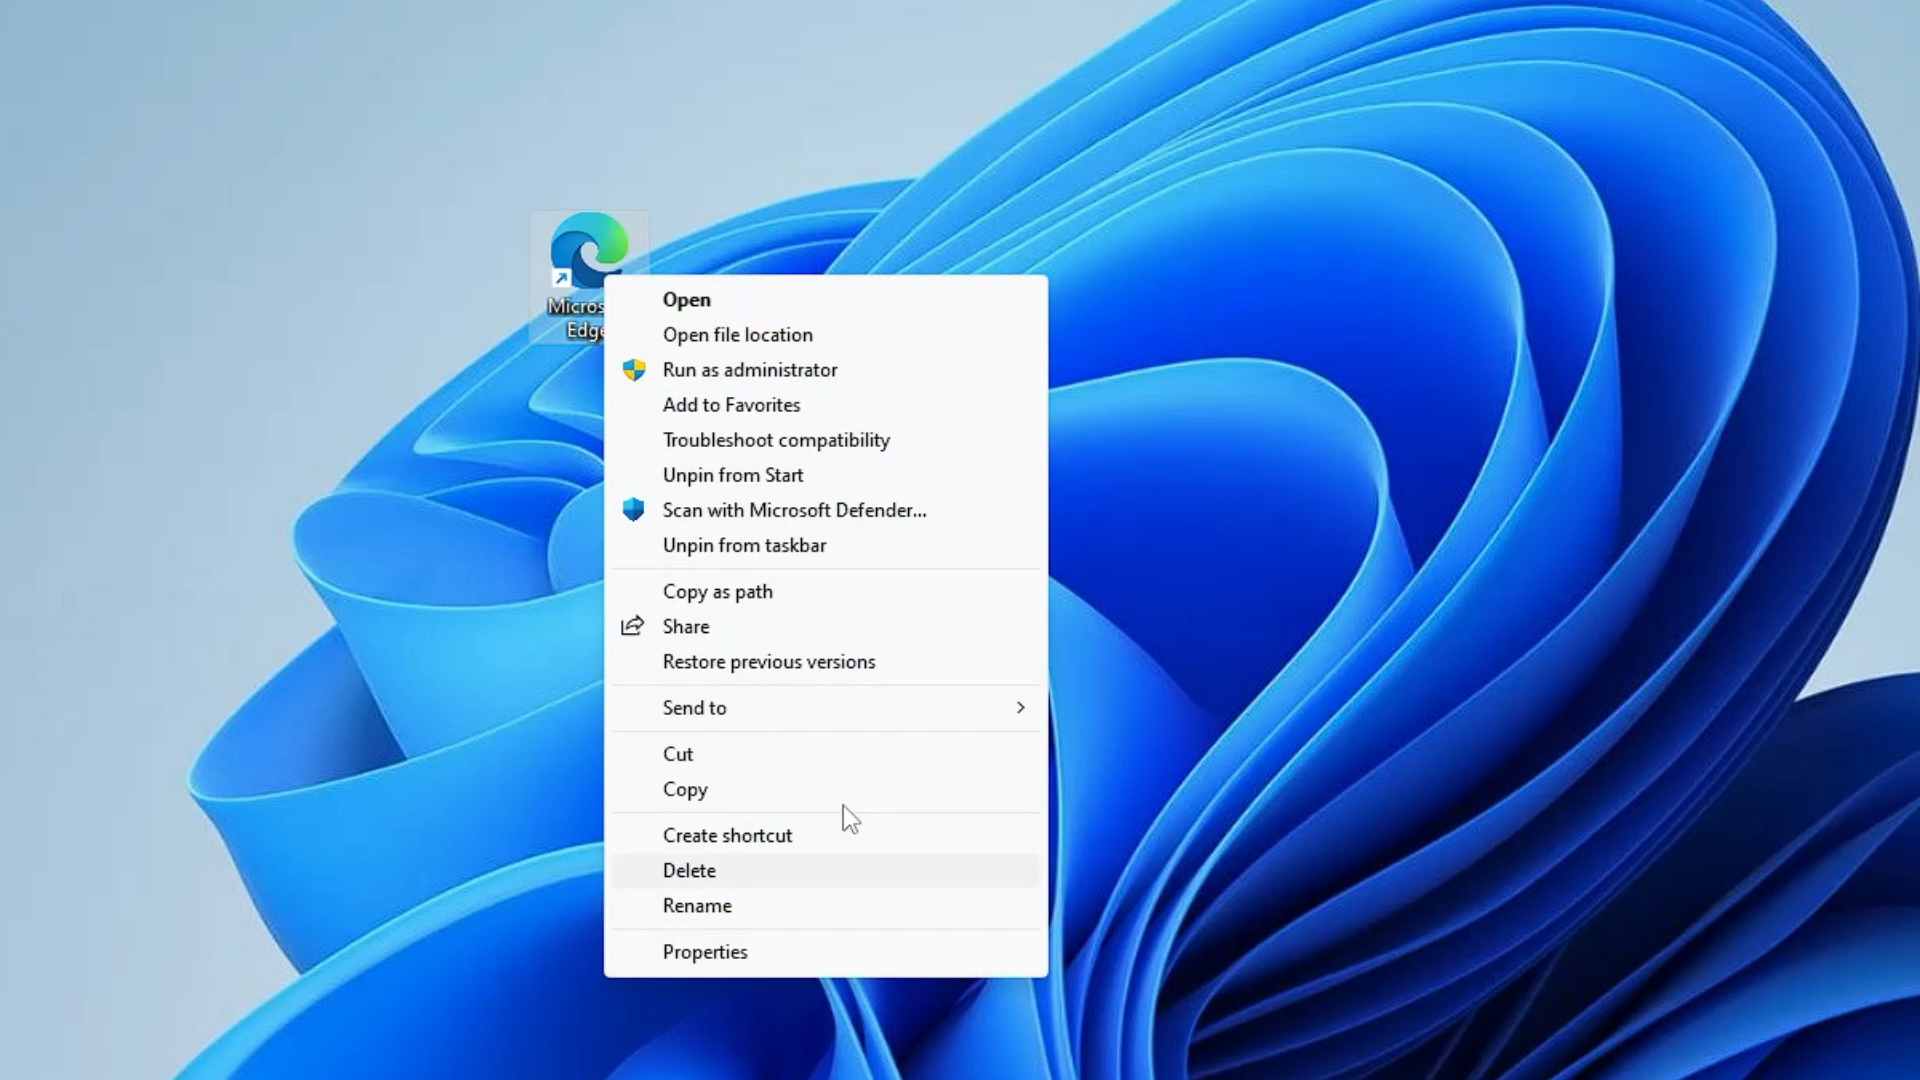 Micros
Edge
Open
Open file location
Run as administrator
Add to Favorites
Troubleshoot compatibility
Unpin from Start
Scan with Microsoft Defender...
Unpin from taskbar
Copy as path
Share
Restore previous versions
Send to
Cut
Copy
Create shortcut
Delete
Rename
Properties